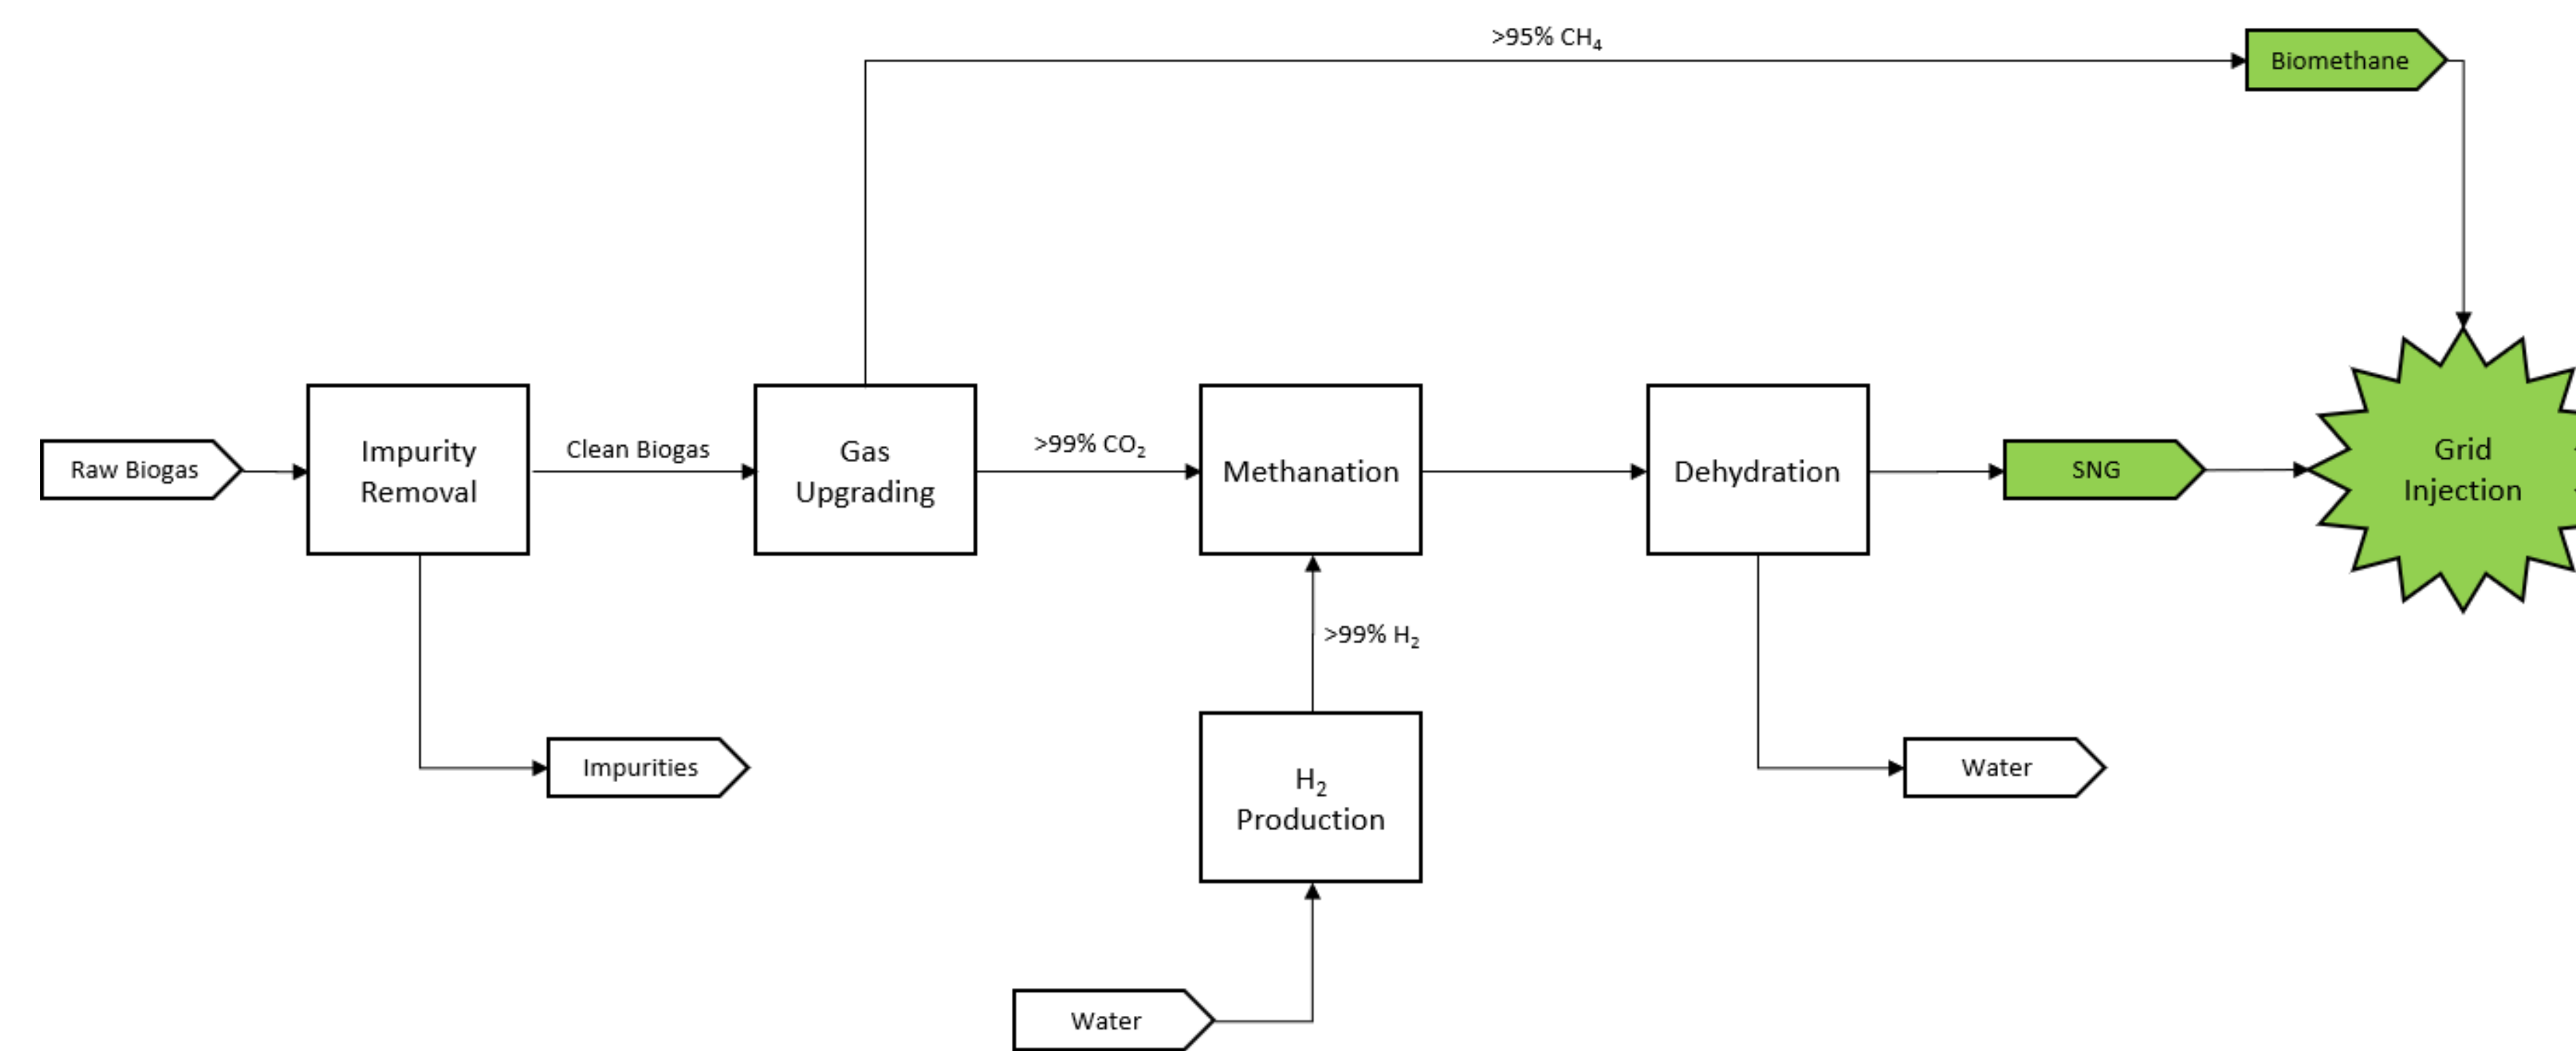 >95% CH₄
Biomethane
Raw Biogas
Impurity
Removal
Clean Biogas
Gas
Upgrading
>99% CO₂
Methanation
Dehydration
SNG
Grid
Injection
>99% H₂
Impurities
H₂
Production
Water
Water